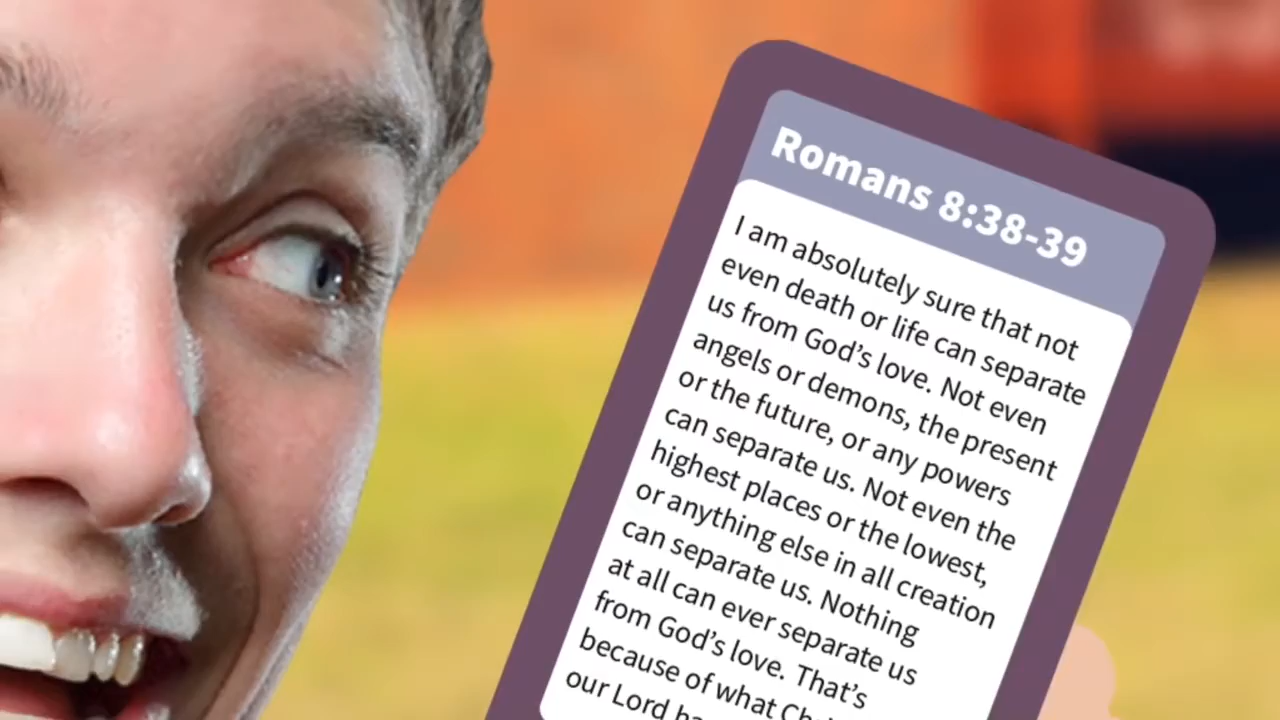 Romans 8:38-39
I am absolutely sure that not
even death or life can separate
us from God’s love. Not even
angels or demons, the present
or the future, or any powers
can separate us. Not even the
highest places or the lowest,
or anything else in all creation
can separate us. Nothing
at all can ever separate us
from God’s love. That’s
because of what
our Lord